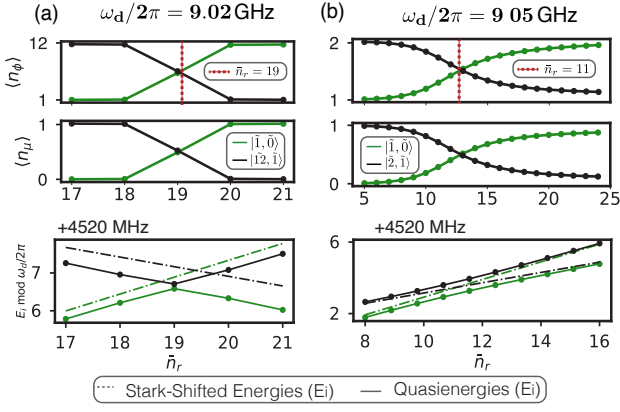 (a)
ω_d/2π = 9.02 GHz
⟨n_ϕ⟩
12
1
n̄_r = 19
⟨n_μ⟩
1
0
|1̃, 0̃⟩
|1̃2̃, 1̃⟩
17 18 19 20 21
+4520 MHz
E_i mod ω_d/2π
7
6
17 18 19 20 21
n̄_r
(b)
ω_d/2π = 9 05 GHz
2
1
n̄_r = 11
1
0
|1̃, 0̃⟩
|2̃, 1̃⟩
5 10 15 20 25
+4520 MHz
6
2
8 10 12 14 16
n̄_r
Stark-Shifted Energies (Ei) Quasienergies (Ei)